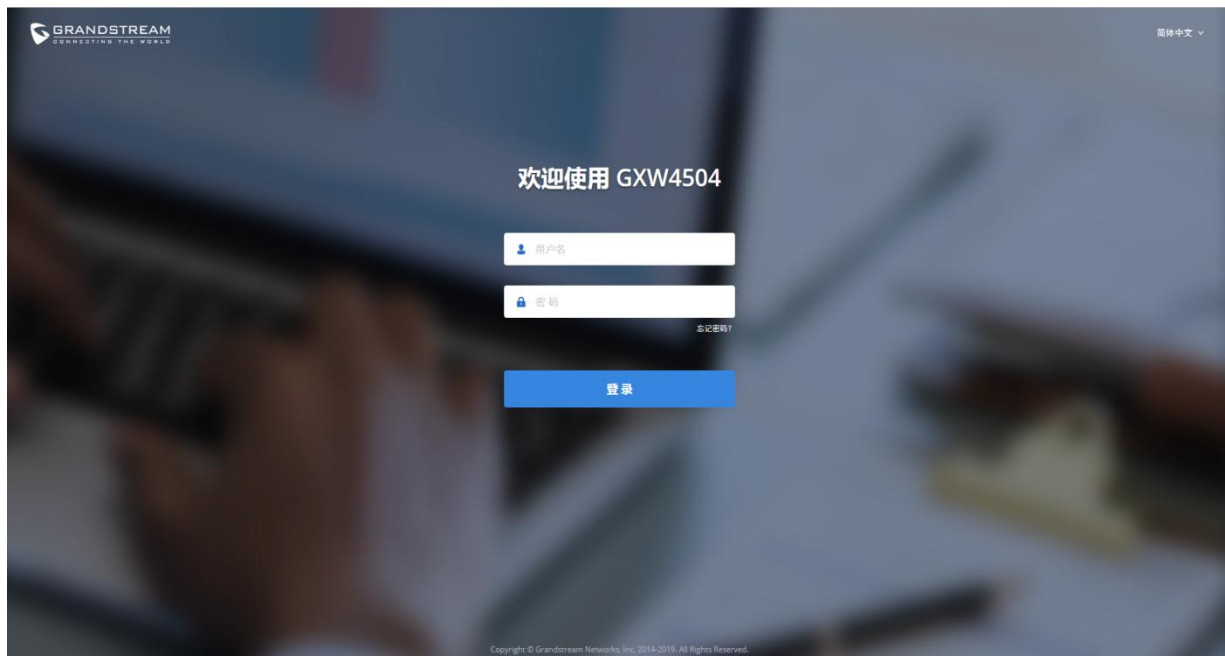 GRANDSTREAM
CONNECTING THE WORLD
简体中文
欢迎使用 GXW4504
用户名
密 码
忘记密码?
登 录
Copyright © Grandstream Networks, Inc. 2014-2019. All Rights Reserved.